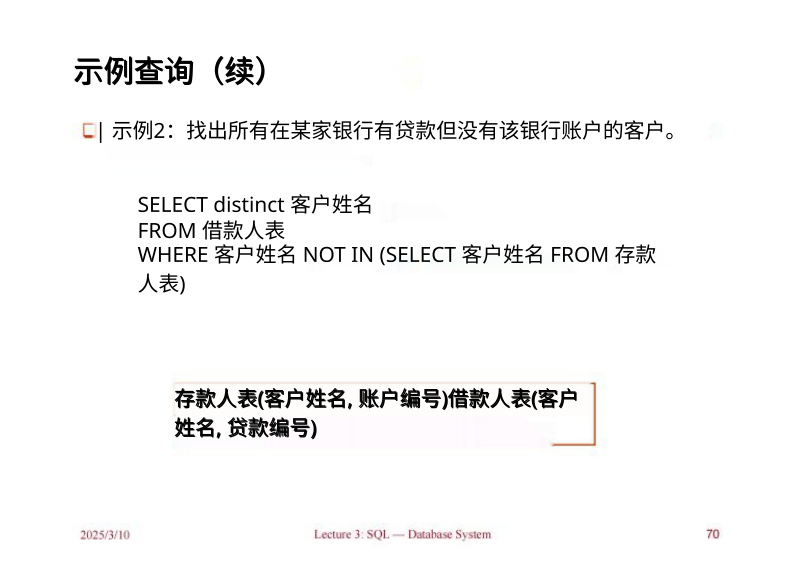 示例查询（续）
| 示例2：找出所有在某家银行有贷款但没有该银行账户的客户。
SELECT distinct 客户姓名
FROM 借款人表
WHERE 客户姓名 NOT IN (SELECT 客户姓名 FROM 存款
人表)
存款人表(客户姓名, 账户编号)借款人表(客户
姓名, 贷款编号)
2025/3/10
Lecture 3: SQL — Database System
70